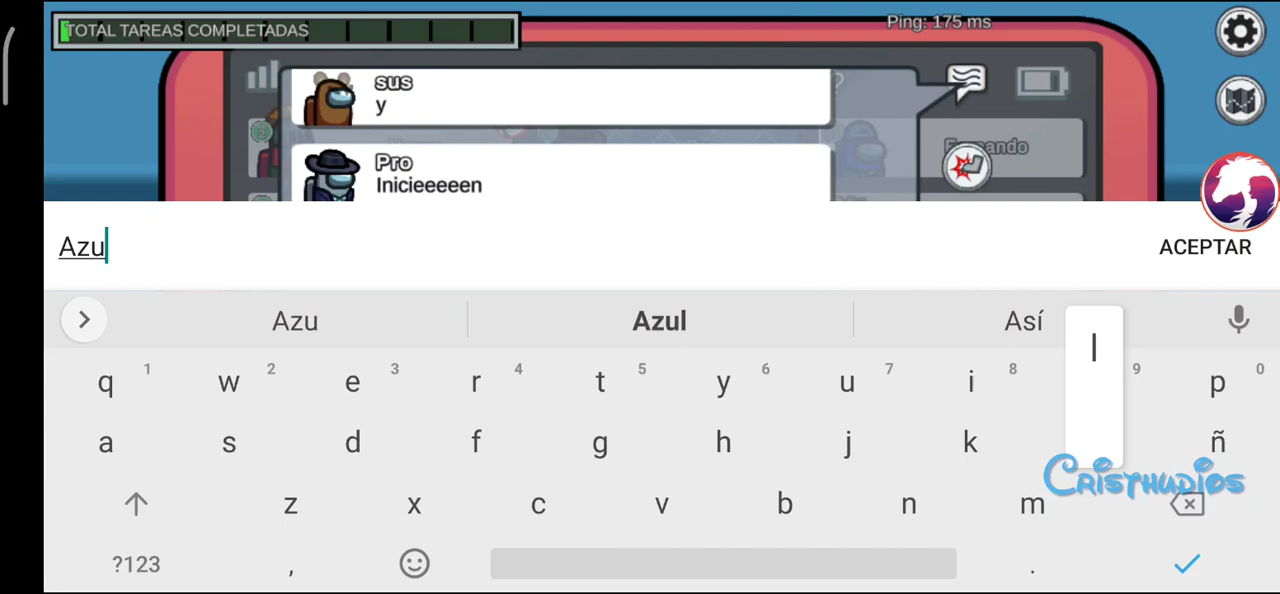 TOTAL TAREAS COMPLETADAS
Ping: 175 ms
sus
y
?
Fernando
Pro
Inicieeeeen
Azu
ACEPTAR
Azu Azul Así
l
1 2 3 4 5 6 7 8 9 0
q w e r t y u i p
a s d f g h j k ñ
Cristhudios
z x c v b n m
?123 , .